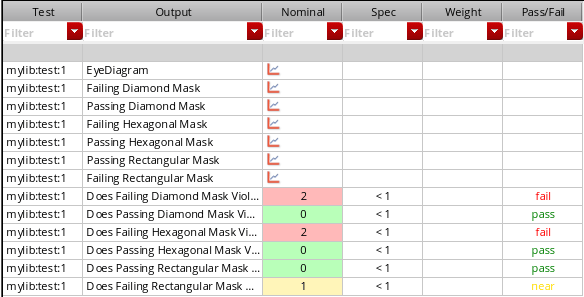 Test Output Nominal Spec Weight Pass/Fail
Filter Filter Filter Filter Filter Filter
mylib:test:1 EyeDiagram
mylib:test:1 Failing Diamond Mask
mylib:test:1 Passing Diamond Mask
mylib:test:1 Failing Hexagonal Mask
mylib:test:1 Passing Hexagonal Mask
mylib:test:1 Passing Rectangular Mask
mylib:test:1 Failing Rectangular Mask
mylib:test:1 Does Failing Diamond Mask Viol... 2 < 1 fail
mylib:test:1 Does Passing Diamond Mask Vi... 0 < 1 pass
mylib:test:1 Does Failing Hexagonal Mask Vi... 2 < 1 fail
mylib:test:1 Does Passing Hexagonal Mask V... 0 < 1 pass
mylib:test:1 Does Passing Rectangular Mask ... 0 < 1 pass
mylib:test:1 Does Failing Rectangular Mask ... 1 < 1 near